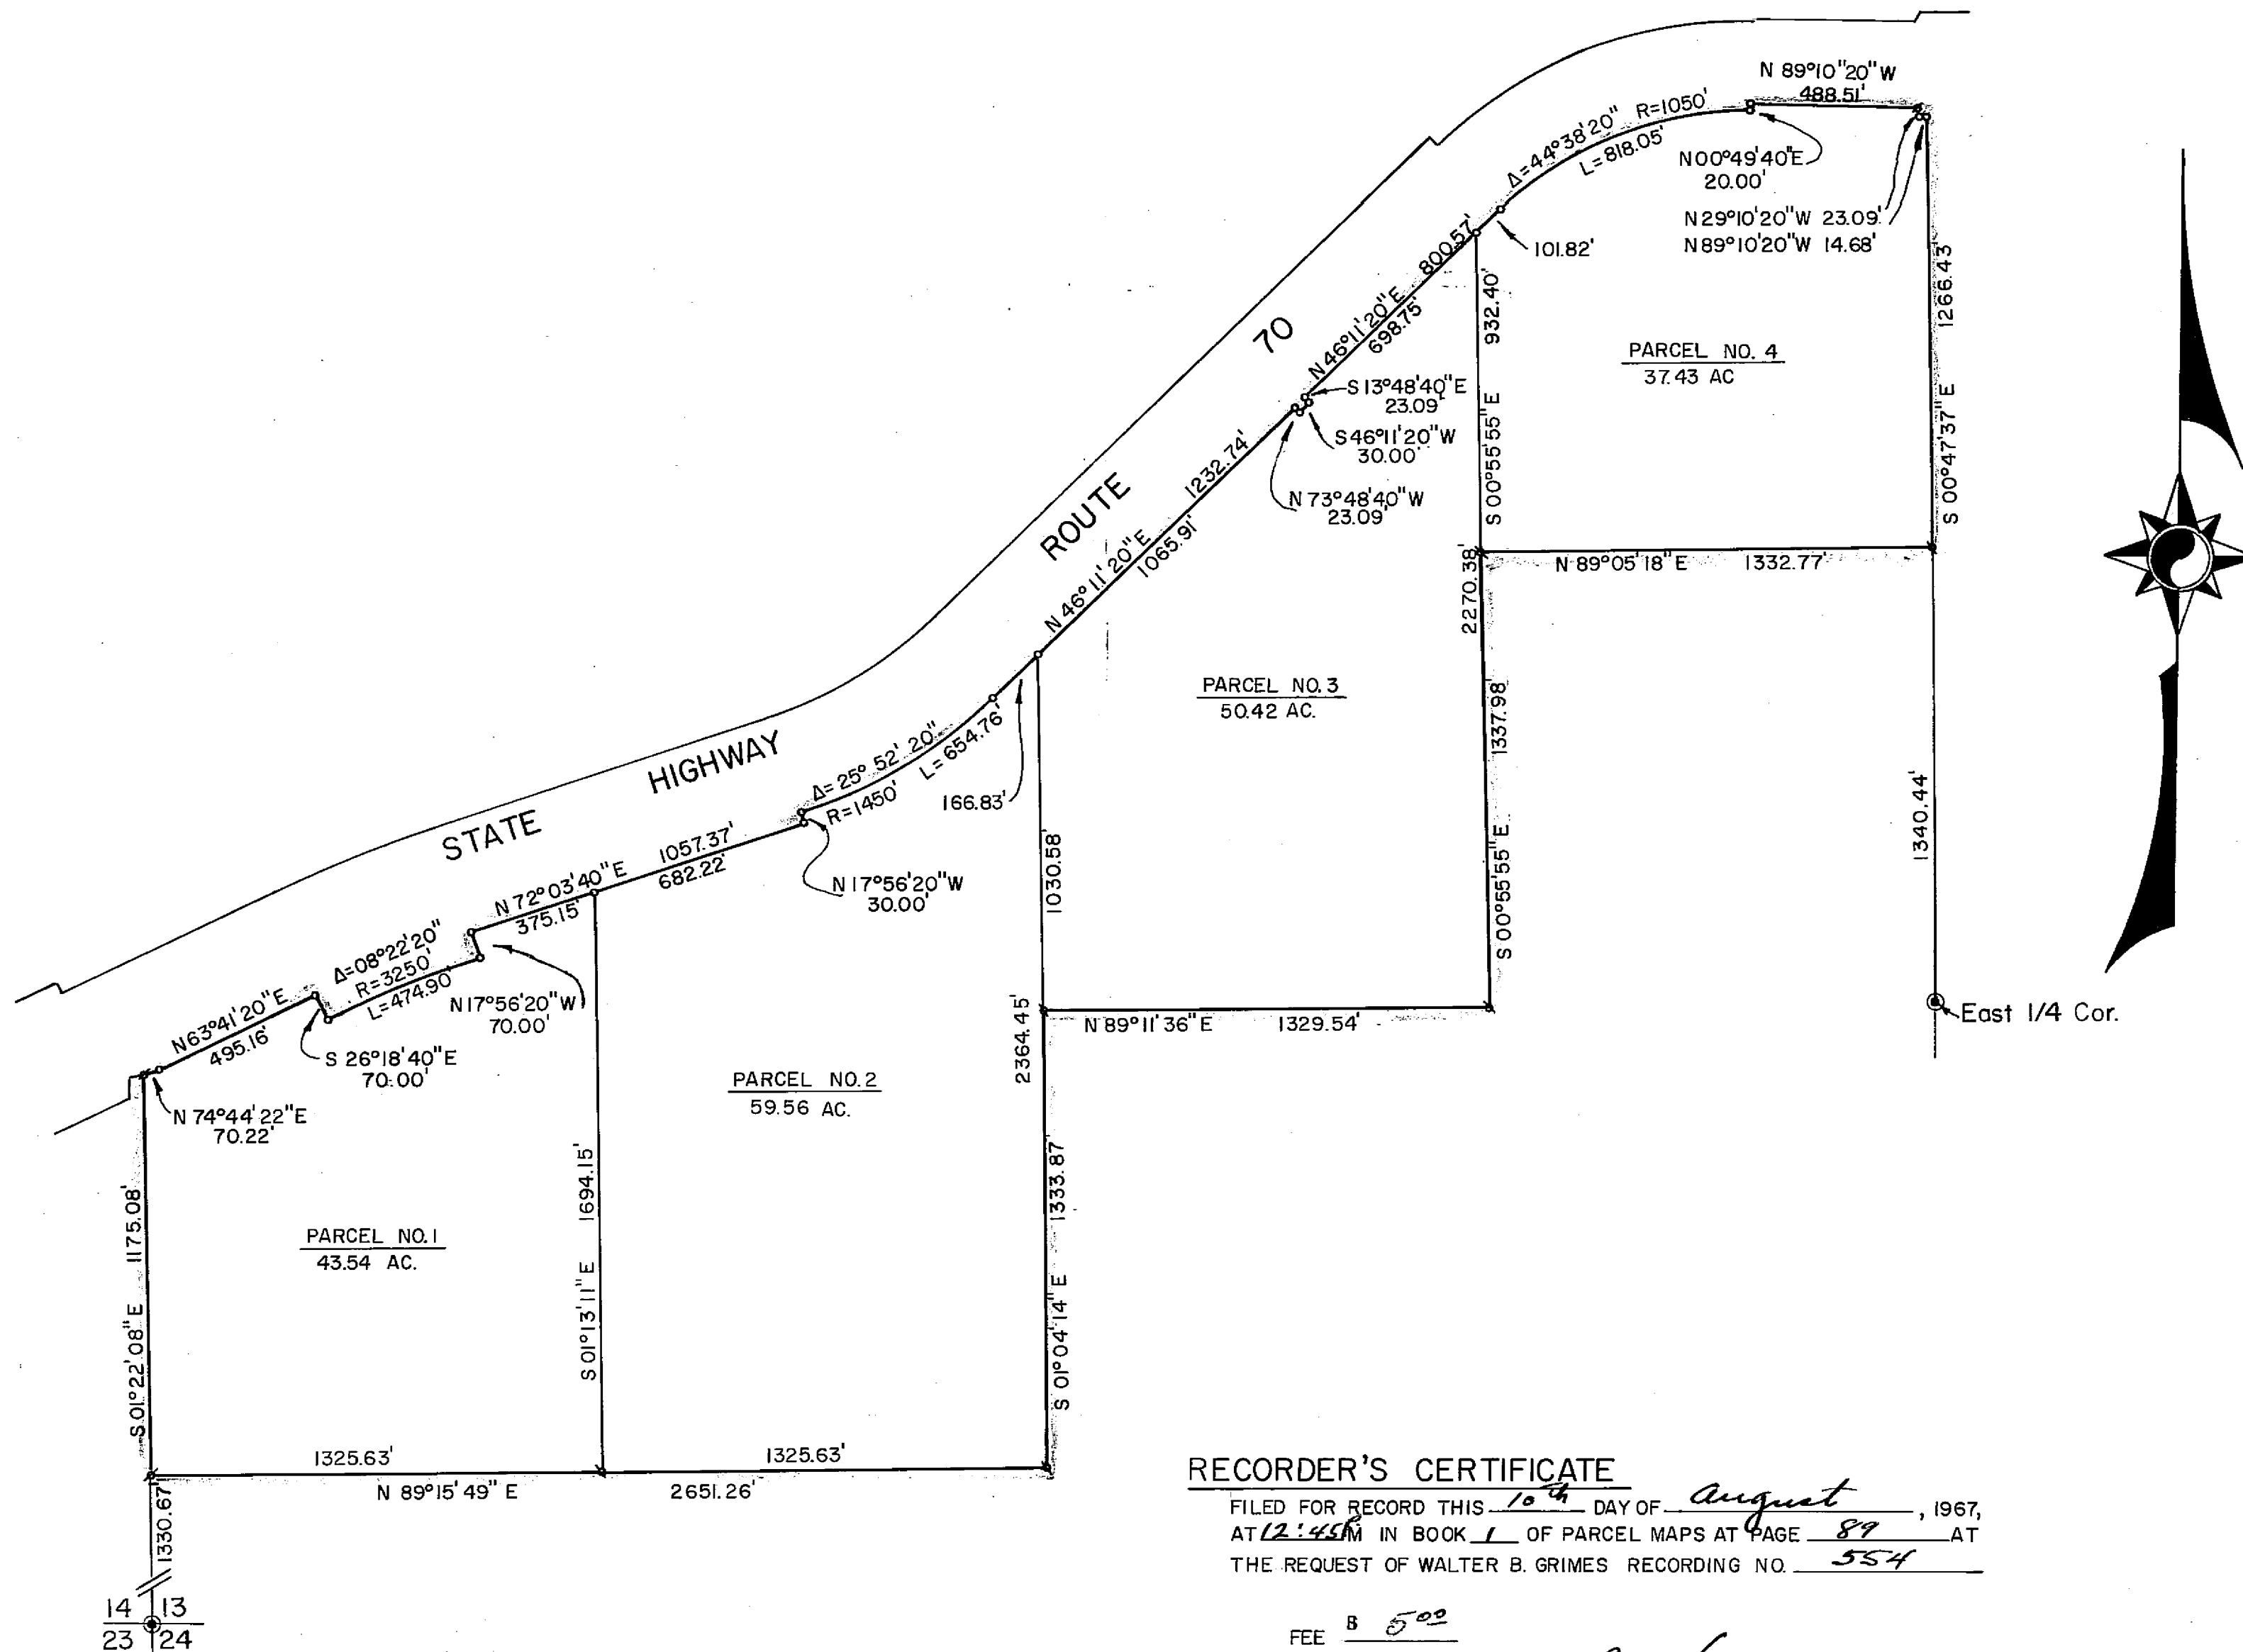 N 89°10"20"W
488.51'
Δ=44°38'20" R=1050'
L=818.05'
N00°49'40"E
20.00'
N29°10'20"W 23.09'
N89°10'20"W 14.68'
101.82'
800.57'
N46°11'20"E
698.75'
932.40'
S 00°55'55" E
1266.43'
S 00°47'37" E
PARCEL NO. 4
37.43 AC
70
S13°48'40"E
23.09'
S46°11'20"W
30.00'
N 73°48'40"W
23.09'
1232.74'
ROUTE
N 46°11'20"E
1065.91'
N 89°05'18" E 1332.77'
2270.38'
PARCEL NO. 3
50.42 AC.
1337.98'
S 00°55'55" E
1340.44'
HIGHWAY
Δ=25°52'20"
R=1450'
L=654.76'
166.83'
STATE
1057.37'
N 72°03'40"E
682.22'
375.15'
N17°56'20"W
30.00'
1030.58'
Δ=08°22'20"
R=3250'
L=474.90'
N17°56'20"W
70.00'
N63°41'20"E
495.16'
S 26°18'40"E
70.00'
N 89°11'36"E 1329.54'
East 1/4 Cor.
2364.45'
N 74°44'22"E
70.22'
PARCEL NO. 2
59.56 AC.
1175.08'
S 01°22'08" E
1694.15'
S 01°13'11" E
1333.87'
S 01°04'14" E
PARCEL NO. 1
43.54 AC.
1325.63' 1325.63'
N 89°15'49" E 2651.26'
1330.67'
14 13
23 24
RECORDER'S CERTIFICATE
FILED FOR RECORD THIS 10th DAY OF August, 1967,
AT 12:45 P M IN BOOK 1 OF PARCEL MAPS AT PAGE 89 AT
THE REQUEST OF WALTER B. GRIMES RECORDING NO. 554
FEE $ 5.00